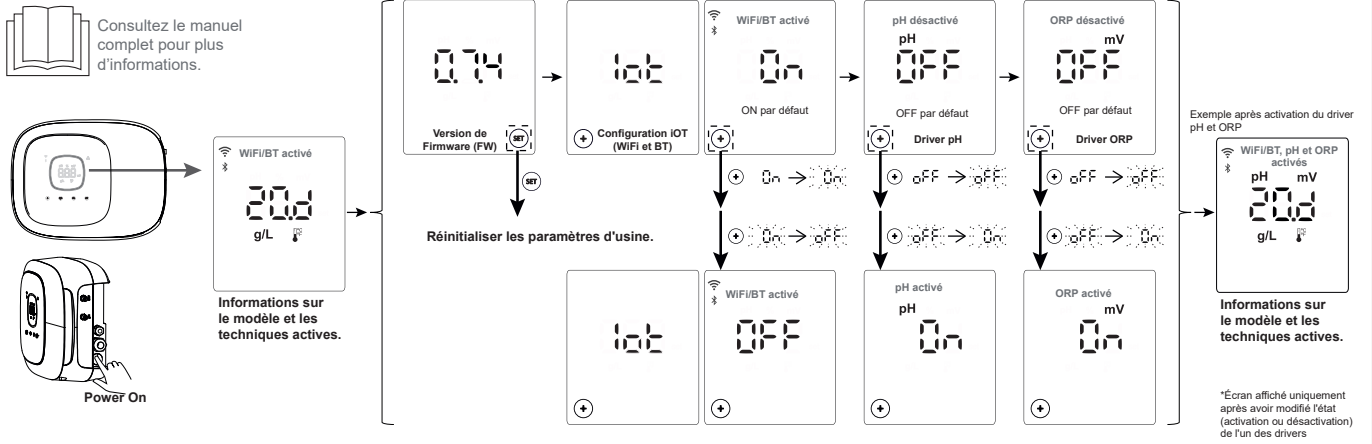 Consultez le manuel
complet pour plus
d'informations.
Power On
WiFi/BT activé
20.d
g/L
Informations sur
le modèle et les
techniques actives.
0.7.4
Version de
Firmware (FW)
SET
SET
Réinitialiser les paramètres d'usine.
Iot
+ Configuration iOT
(WiFi et BT)
WiFi/BT activé
On
ON par défaut
+
+ On → On
+ On → oFF
pH désactivé
pH
OFF
OFF par défaut
+ Driver pH
+ oFF → oFF
+ oFF → On
ORP désactivé
mV
OFF
OFF par défaut
+ Driver ORP
+ oFF → oFF
+ oFF → On
Iot
+
WiFi/BT activé
OFF
+
pH activé
pH
On
+
ORP activé
mV
On
+
Exemple après activation du driver
pH et ORP
WiFi/BT, pH et ORP
activés
pH mV
20.d
g/L
Informations sur
le modèle et les
techniques actives.
*Écran affiché uniquement
après avoir modifié l'état
(activation ou désactivation)
de l'un des drivers